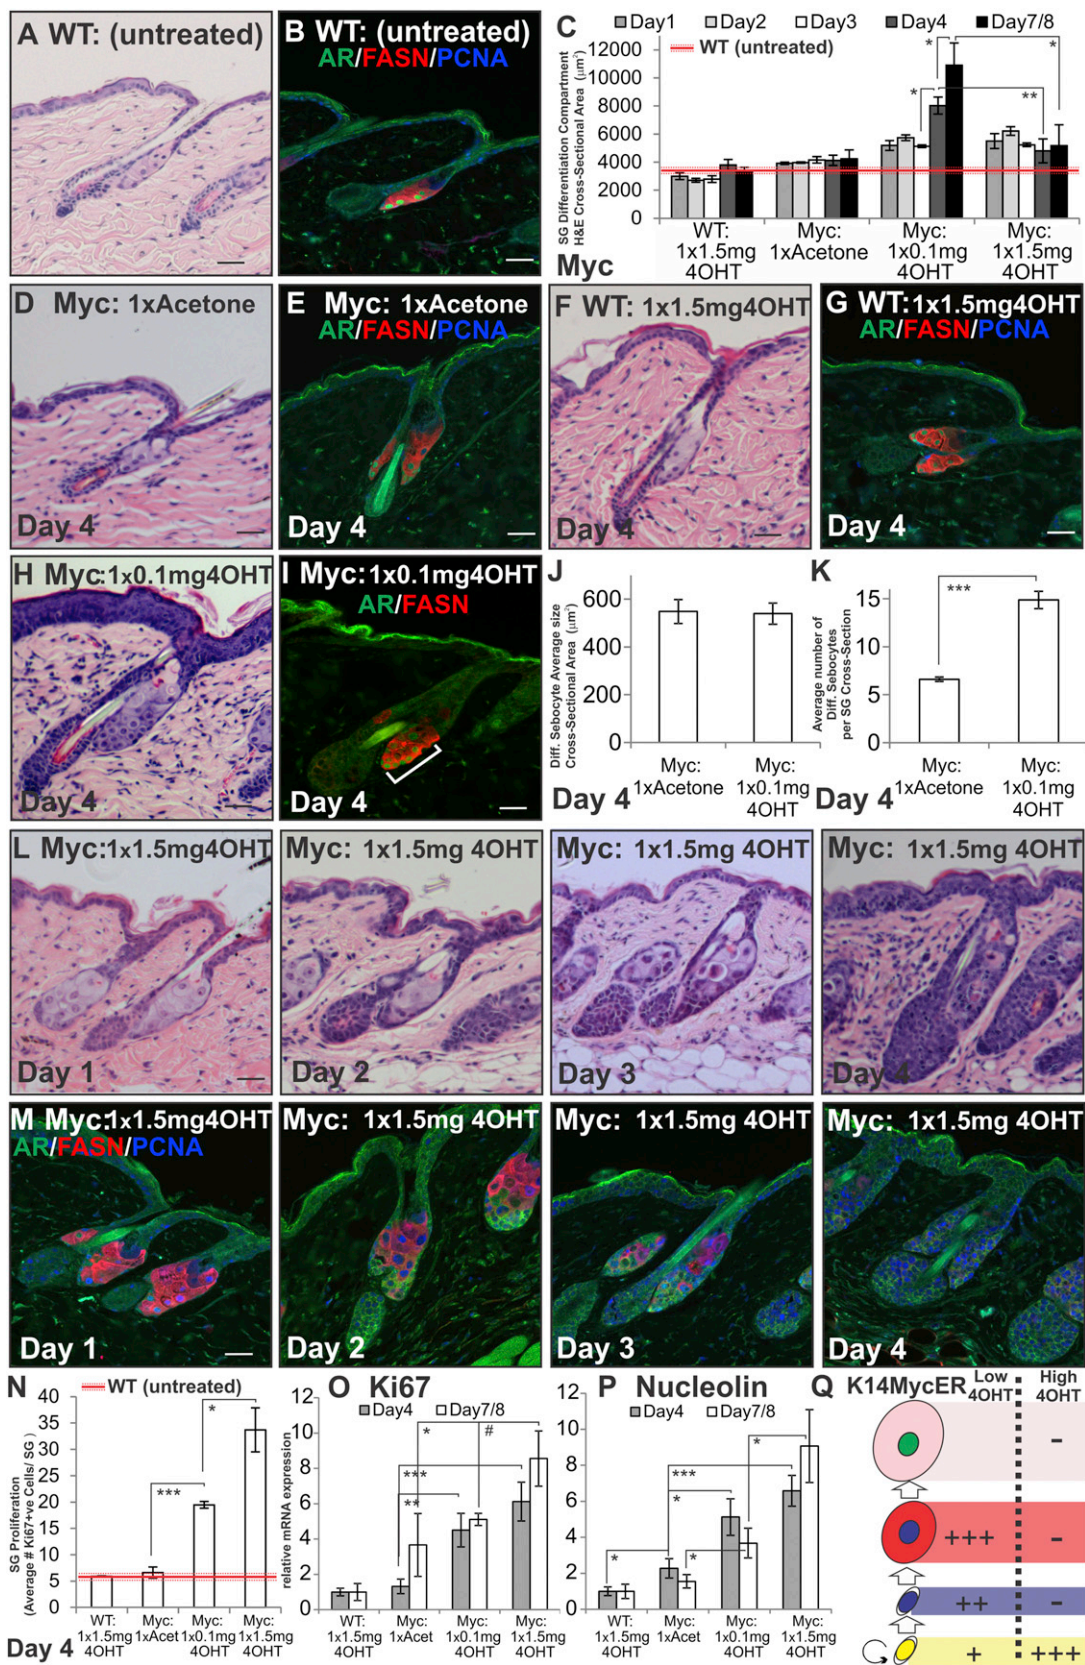 A WT: (untreated)
B WT: (untreated)
AR/FASN/PCNA
C
Day1 Day2 Day3 Day4 Day7/8
WT (untreated)
SG Differentiation Compartment
H&E Cross-Sectional Area (µm²)
12000
10000
8000
6000
4000
2000
0
* * * **
WT: 1x1.5mg 4OHT
Myc: 1xAcetone
Myc: 1x0.1mg 4OHT
Myc: 1x1.5mg 4OHT
Myc
D Myc: 1xAcetone
Day 4
E Myc: 1xAcetone
AR/FASN/PCNA
Day 4
F WT: 1x1.5mg4OHT
Day 4
G WT:1x1.5mg4OHT
AR/FASN/PCNA
Day 4
H Myc:1x0.1mg4OHT
Day 4
I Myc:1x0.1mg4OHT
AR/FASN
Day 4
J
Diff. Sebocyte Average size
Cross-Sectional Area (µm²)
600
400
200
0
Myc: 1xAcetone
Myc: 1x0.1mg 4OHT
Day 4
K
Average number of
Diff. Sebocytes
per SG Cross-Section
15
10
5
0
***
Myc: 1xAcetone
Myc: 1x0.1mg 4OHT
Day 4
L Myc:1x1.5mg4OHT
Day 1
Myc: 1x1.5mg 4OHT
Day 2
Myc: 1x1.5mg 4OHT
Day 3
Myc: 1x1.5mg 4OHT
Day 4
M Myc:1x1.5mg4OHT
AR/FASN/PCNA
Day 1
Myc: 1x1.5mg 4OHT
Day 2
Myc: 1x1.5mg 4OHT
Day 3
Myc: 1x1.5mg 4OHT
Day 4
N
WT (untreated)
SG Proliferation
(Average # Ki67+ve Cells/ SG )
40
35
30
25
20
15
10
5
0
***
*
WT: 1x1.5mg 4OHT
Myc: 1xAcet
Myc: 1x0.1mg 4OHT
Myc: 1x1.5mg 4OHT
Day 4
O Ki67
Day4 Day7/8
relative mRNA expression
10
8
6
4
2
0
* #
***
**
WT: 1x1.5mg 4OHT
Myc: 1xAcet
Myc: 1x0.1mg 4OHT
Myc: 1x1.5mg 4OHT
P Nucleolin
Day4 Day7/8
12
10
8
6
4
2
0
*
***
*
* *
WT: 1x1.5mg 4OHT
Myc: 1xAcet
Myc: 1x0.1mg 4OHT
Myc: 1x1.5mg 4OHT
Q K14MycER
Low 4OHT
High 4OHT
-
+++ -
++ -
+ +++